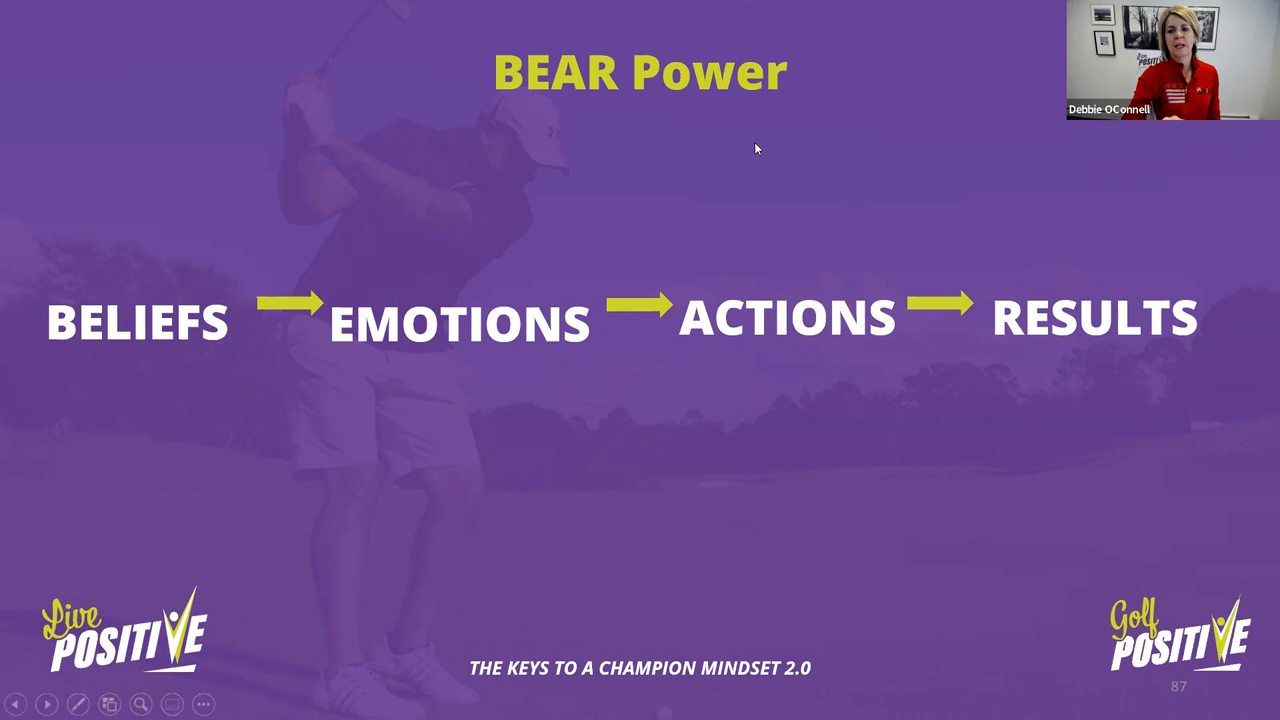 BEAR Power
Debbie OConnell
BELIEFS
EMOTIONS
ACTIONS
RESULTS
Live
POSITIVE
THE KEYS TO A CHAMPION MINDSET 2.0
Golf
POSITIVE
87